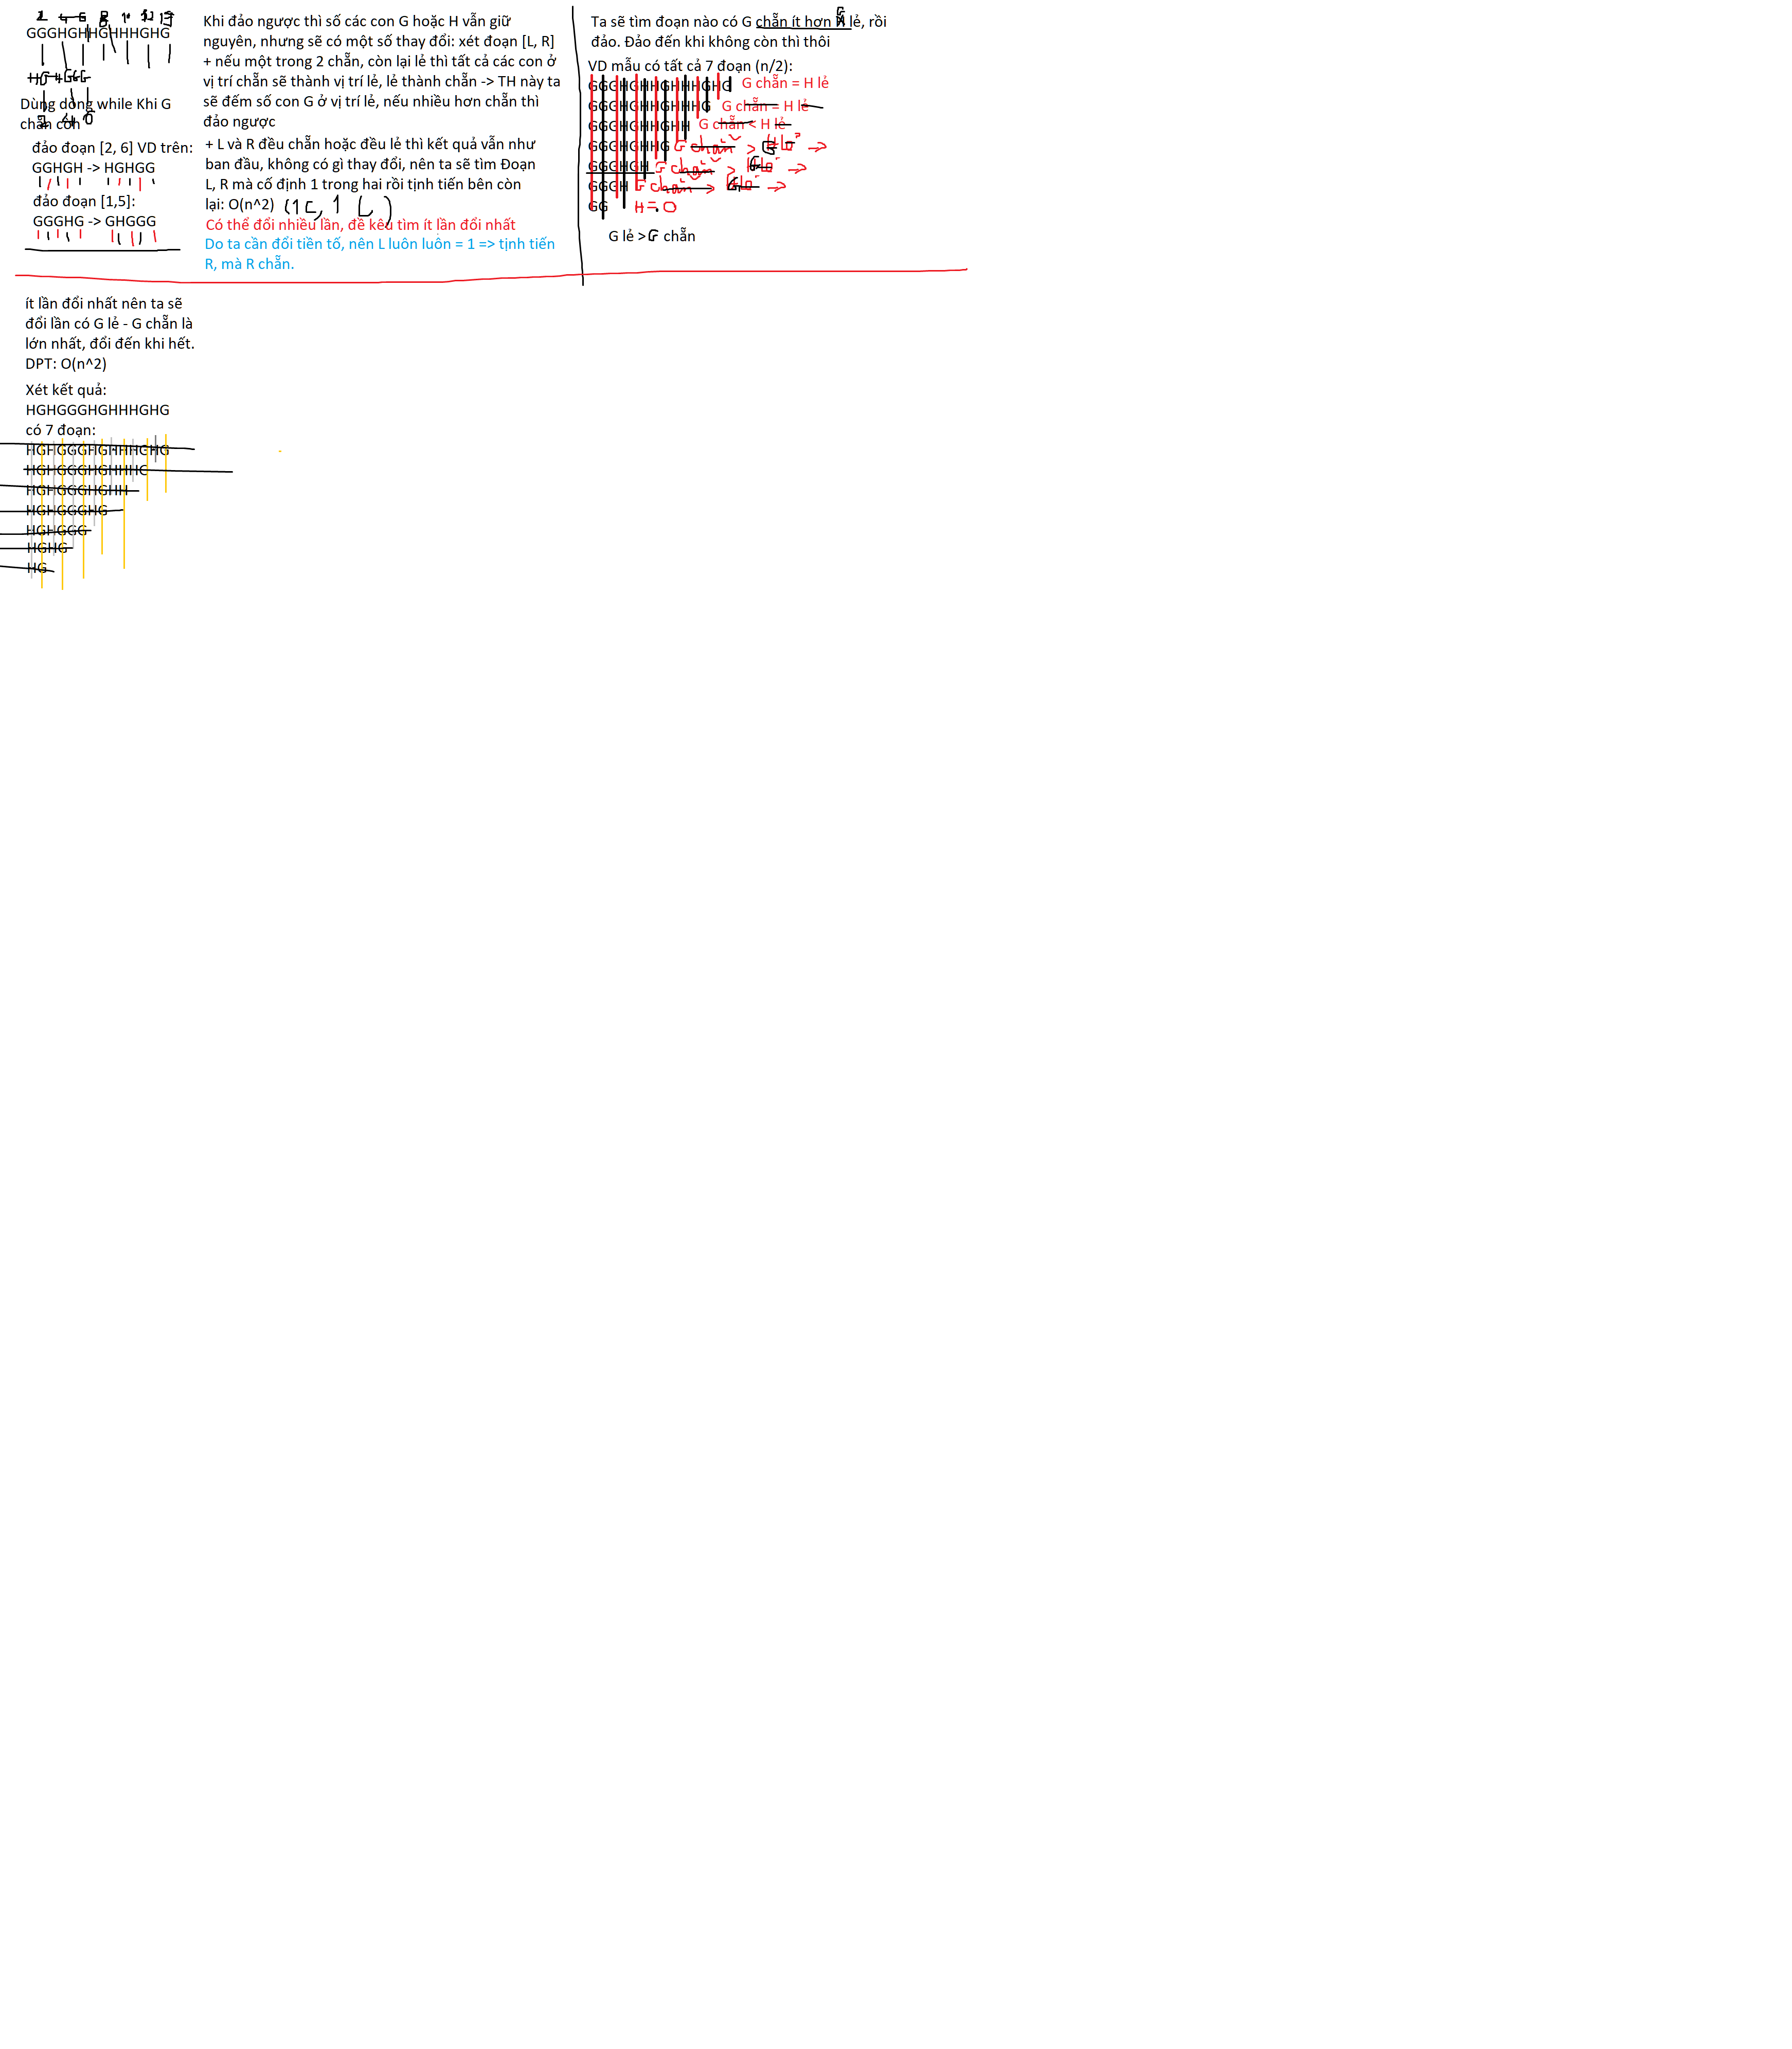 GGGHGHHGHHHGHG
HG
Dùng dòng while Khi G
chẵn còn
đảo đoạn [2, 6] VD trên:
GGHGH -> HGHGG
đảo đoạn [1,5]:
GGGHG -> GHGGG
Khi đảo ngược thì số các con G hoặc H vẫn giữ
nguyên, nhưng sẽ có một số thay đổi: xét đoạn [L, R]
+ nếu một trong 2 chẵn, còn lại lẻ thì tất cả các con ở
vị trí chẵn sẽ thành vị trí lẻ, lẻ thành chẵn -> TH này ta
sẽ đếm số con G ở vị trí lẻ, nếu nhiều hơn chẵn thì
đảo ngược
+ L và R đều chẵn hoặc đều lẻ thì kết quả vẫn như
ban đầu, không có gì thay đổi, nên ta sẽ tìm Đoạn
L, R mà cố định 1 trong hai rồi tịnh tiến bên còn
lại: O(n^2) (1C, 1 L)
Có thể đổi nhiều lần, đề kêu tìm ít lần đổi nhất
Do ta cần đổi tiền tố, nên L luôn luôn = 1 => tịnh tiến
R, mà R chẵn.
Ta sẽ tìm đoạn nào có G chẵn ít hơn G lẻ, rồi
đảo. Đảo đến khi không còn thì thôi
VD mẫu có tất cả 7 đoạn (n/2):
GGGHGHHGHHHGHG G chẵn = H lẻ
GGGHGHHGHHHG G chẵn = H lẻ
GGGHGHHGHH G chẵn < H lẻ
GGGHGHHG G chẵn > G lẻ ->
GGGHGH G chẵn > G lẻ ->
GGGH G chẵn > G lẻ ->
GG H = 0
G lẻ > G chẵn
ít lần đổi nhất nên ta sẽ
đổi lần có G lẻ - G chẵn là
lớn nhất, đổi đến khi hết.
DPT: O(n^2)
Xét kết quả:
HGHGGGHGHHHGHG
có 7 đoạn:
HGHGGGHGHHHGHG
HGHGGGHGHHHG
HGHGGGHGHH
HGHGGGHG
HGHGGG
HGHG
HG